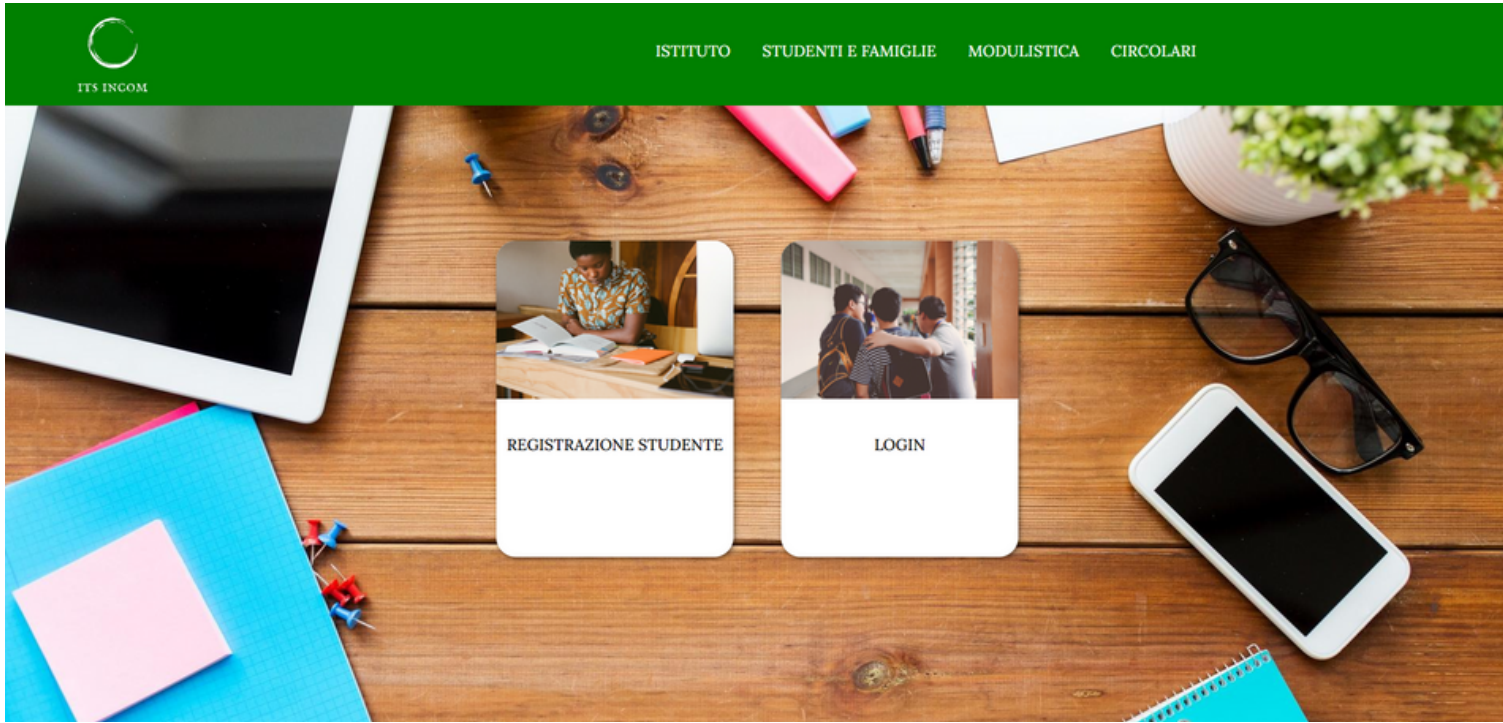 ITS INCOM
ISTITUTO STUDENTI E FAMIGLIE MODULISTICA CIRCOLARI
REGISTRAZIONE STUDENTE
LOGIN